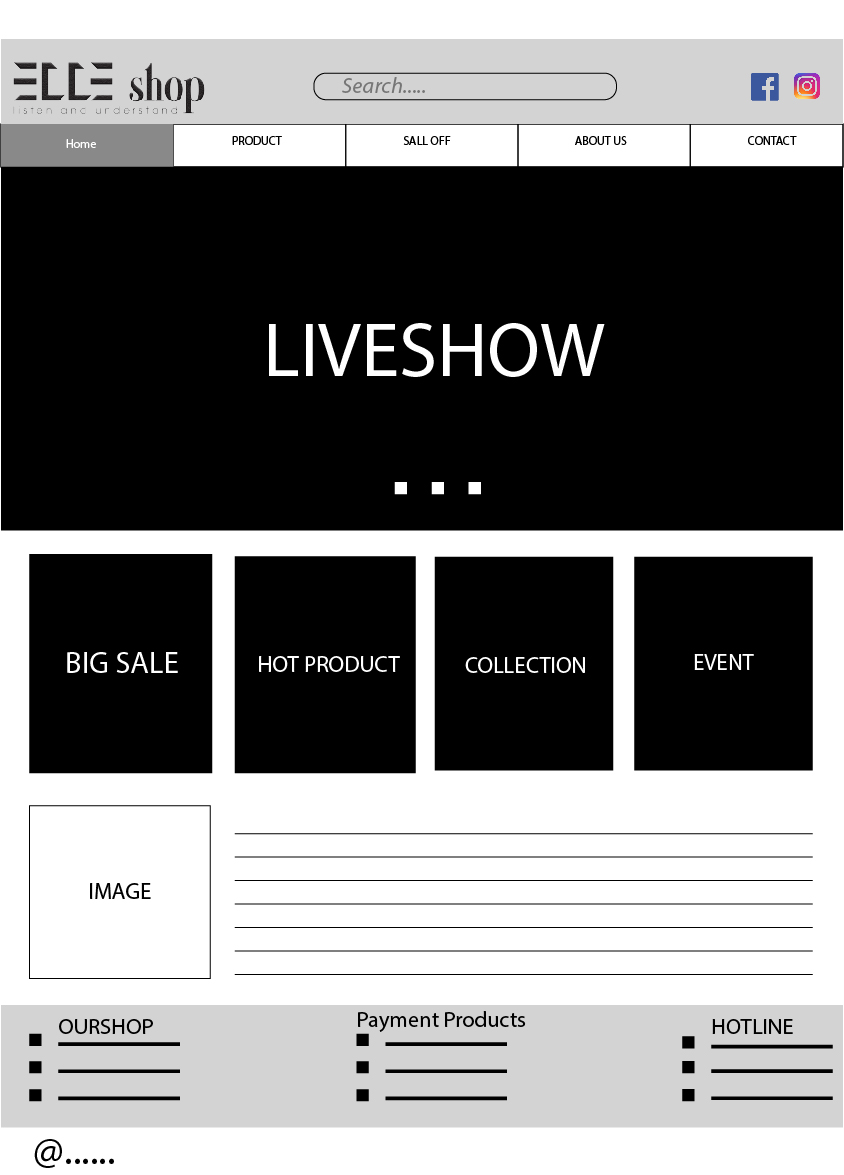 ELLE shop
listen and understand
Search.....
Home PRODUCT SALL OFF ABOUT US CONTACT
LIVESHOW
BIG SALE HOT PRODUCT COLLECTION EVENT
IMAGE
OURSHOP Payment Products HOTLINE
@......